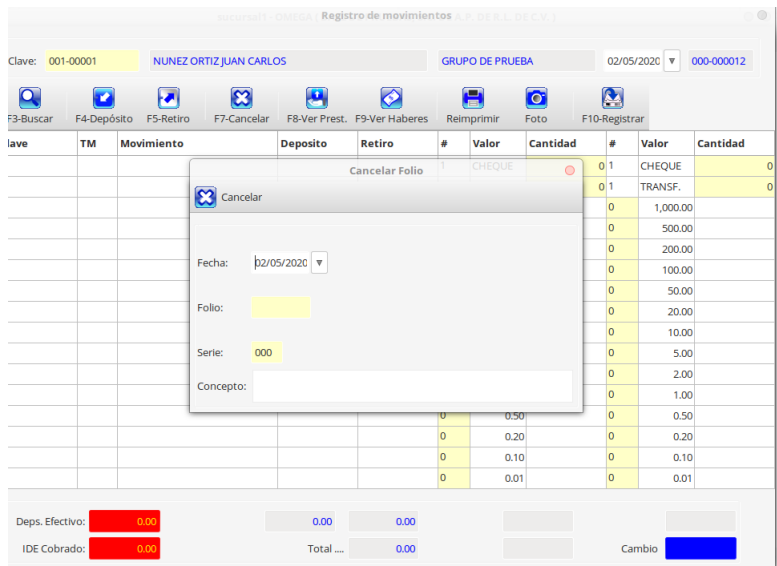 Registro de movimientos
Clave: 001-00001 NUNEZ ORTIZ JUAN CARLOS GRUPO DE PRUEBA 02/05/2020 000-000012
F3-Buscar F4-Depósito F5-Retiro F7-Cancelar F8-Ver Prest. F9-Ver Haberes Reimprimir Foto F10-Registrar
lave TM Movimiento Deposito Retiro # Valor Cantidad # Valor Cantidad
1 CHEQUE 0 1 CHEQUE 0
0 1 TRANSF. 0
0 1,000.00
0 500.00
0 200.00
0 100.00
0 50.00
0 20.00
0 10.00
0 5.00
0 2.00
0 1.00
0 0.50 0 0.50
0 0.20 0 0.20
0 0.10 0 0.10
0 0.01 0 0.01
Cancelar Folio
Cancelar
Fecha: 02/05/2020
Folio:
Serie: 000
Concepto:
Deps. Efectivo: 0.00 0.00 0.00
IDE Cobrado: 0.00 Total .... 0.00 Cambio